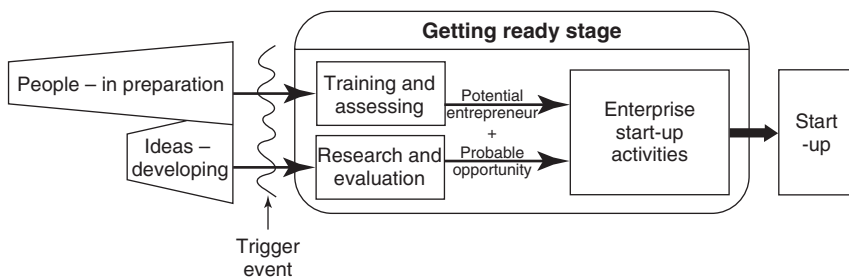 Getting ready stage
People – in preparation
Ideas –
developing
Trigger
event
Training and
assessing
Research and
evaluation
Potential
entrepreneur
+
Probable
opportunity
Enterprise
start-up
activities
Start
-up